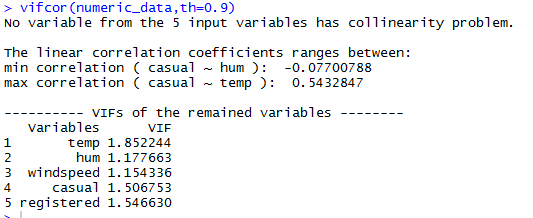 > vifcor(numeric_data,th=0.9)
No variable from the 5 input variables has collinearity problem.
The linear correlation coefficients ranges between:
min correlation ( casual ~ hum ):  -0.07700788
max correlation ( casual ~ temp ):  0.5432847
---------- VIFs of the remained variables --------
   Variables      VIF
1       temp 1.852244
2        hum 1.177663
3  windspeed 1.154336
4     casual 1.506753
5 registered 1.546630
>